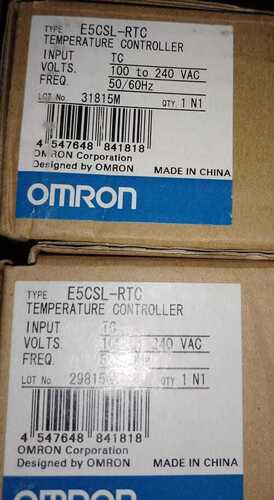 TYPE E5CSL-RTC
TEMPERATURE CONTROLLER
INPUT TC
VOLTS. 100 to 240 VAC
FREQ. 50/60Hz
LOT No. 31815M QTY. 1 N1
4 547648 841818
OMRON Corporation
Designed by OMRON MADE IN CHINA
OMRON
TYPE E5CSL-RTC
TEMPERATURE CONTROLLER
INPUT TC
VOLTS. 240 VAC
FREQ.
LOT No. 29815 QTY 1 N1
4 547648 841818
OMRON Corporation
Designed by OMRON MADE IN CHINA
OMRON